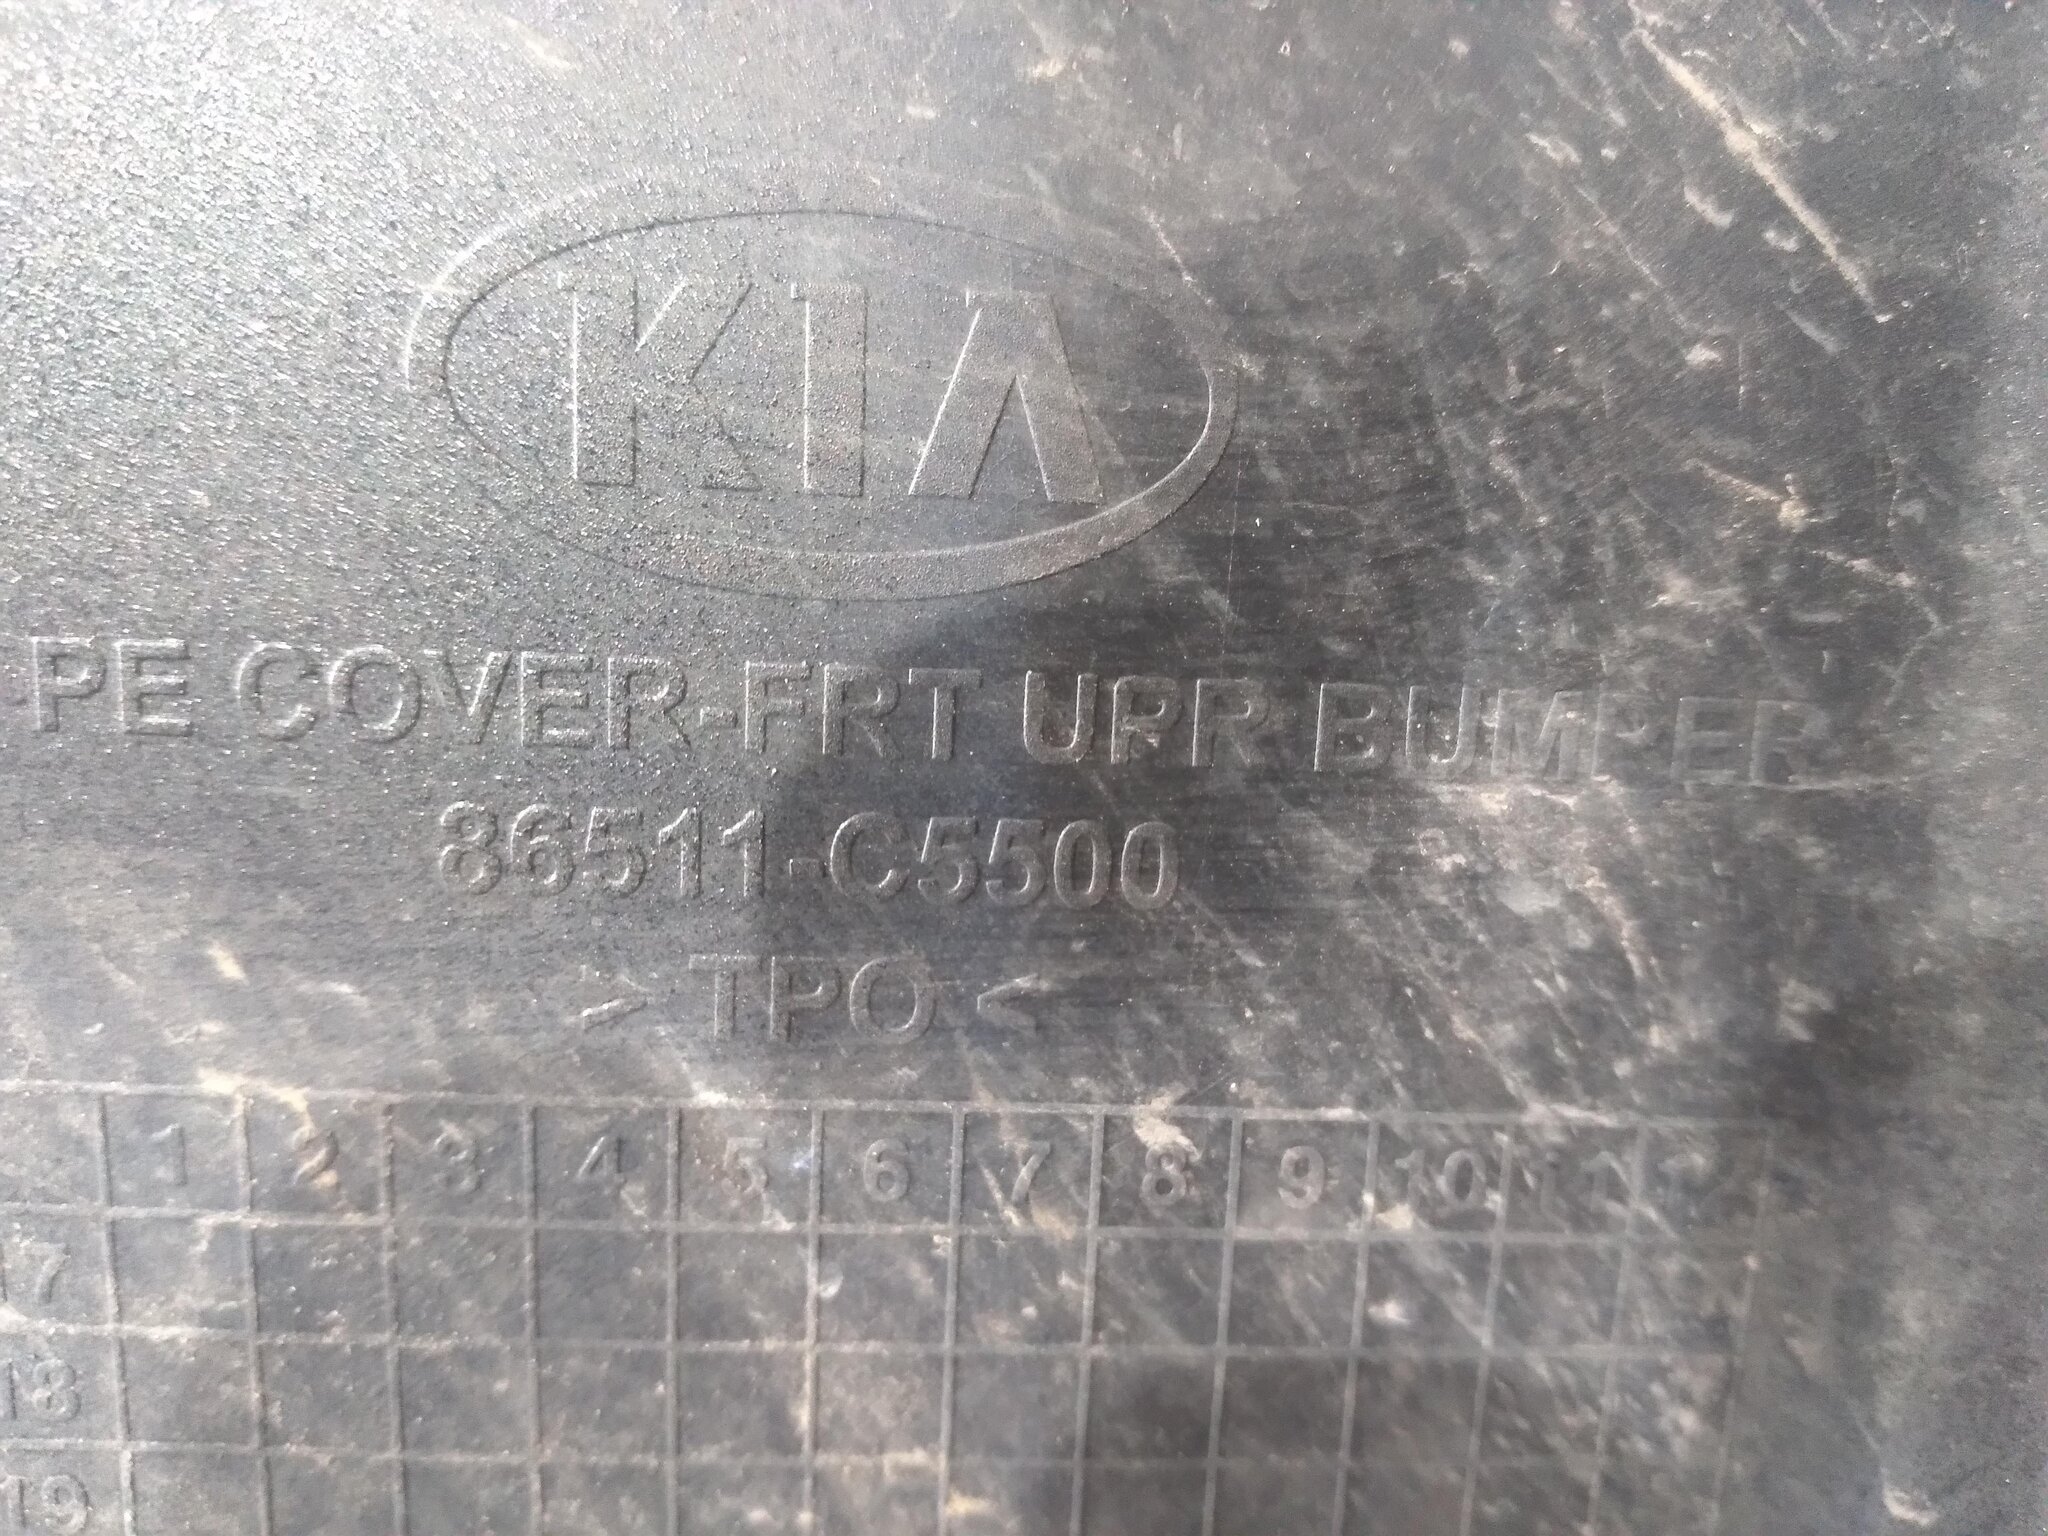 KIA
PE COVER-FRT UPR BUMPER
86511-C5500
>TPO<
1 2 3 4 5 6 7 8 9 10 11
17
18
19